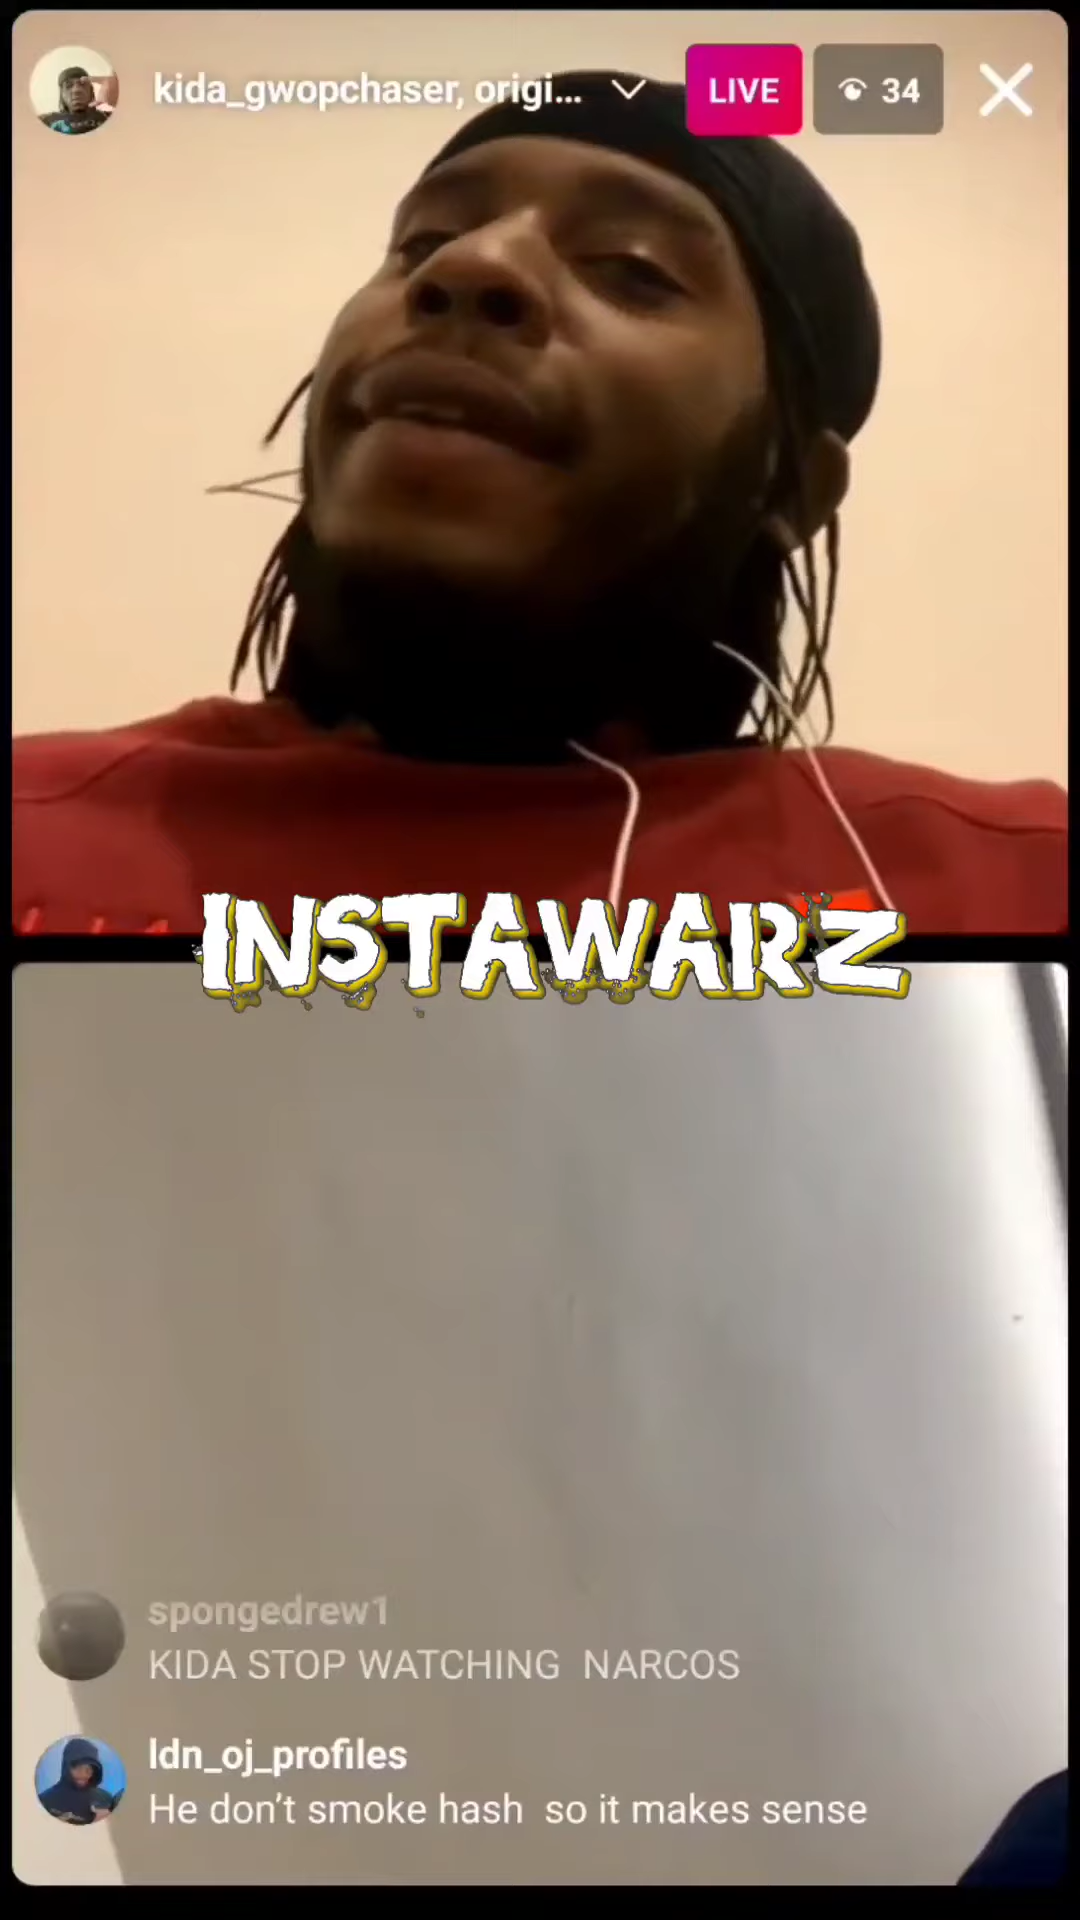 kida_gwopchaser, origi...
LIVE
34
INSTAWARZ
spongedrew1
KIDA STOP WATCHING NARCOS
ldn_oj_profiles
He don't smoke hash so it makes sense